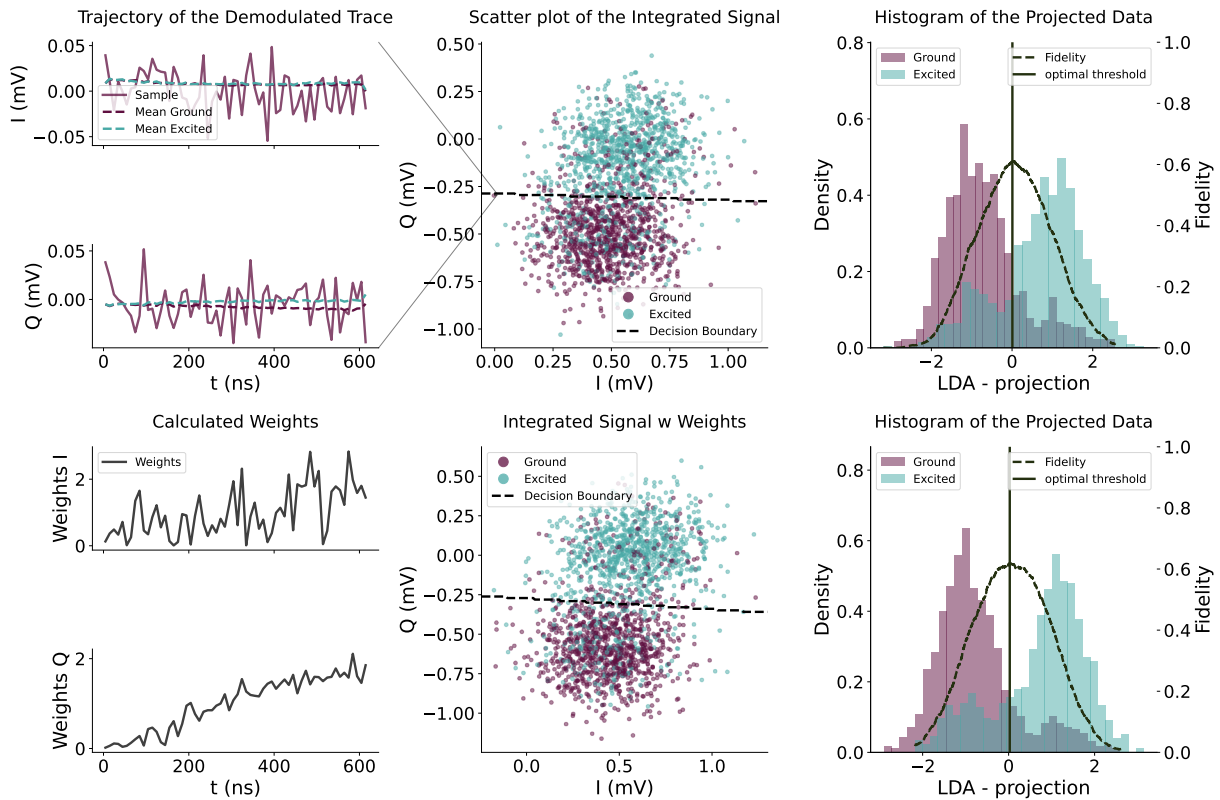 Trajectory of the Demodulated Trace
0.05
0.00
−0.05
I (mV)
Sample
Mean Ground
Mean Excited
0.05
0.00
Q (mV)
0
200
400
600
t (ns)
Scatter plot of the Integrated Signal
0.50
0.25
0.00
−0.25
−0.50
−0.75
−1.00
Q (mV)
Ground
Excited
Decision Boundary
0.00
0.25
0.50
0.75
1.00
I (mV)
Histogram of the Projected Data
0.8
0.6
0.4
0.2
0.0
Density
Ground
Excited
Fidelity
optimal threshold
1.0
0.8
0.6
0.4
0.2
0.0
Fidelity
−2
0
2
LDA - projection
Calculated Weights
2
0
Weights I
Weights
2
0
Weights Q
0
200
400
600
t (ns)
Integrated Signal w Weights
0.50
0.25
0.00
−0.25
−0.50
−0.75
−1.00
Q (mV)
Ground
Excited
Decision Boundary
0.0
0.5
1.0
I (mV)
Histogram of the Projected Data
0.8
0.6
0.4
0.2
0.0
Density
Ground
Excited
Fidelity
optimal threshold
1.0
0.8
0.6
0.4
0.2
0.0
Fidelity
−2
0
2
LDA - projection